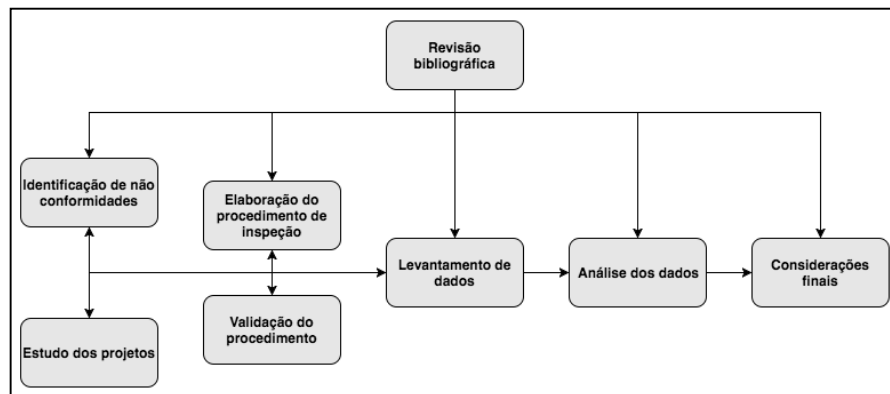 Revisão
bibliográfica
Identificação de não
conformidades
Elaboração do
procedimento de
inspeção
Levantamento de
dados
Análise dos dados
Considerações
finais
Estudo dos projetos
Validação do
procedimento